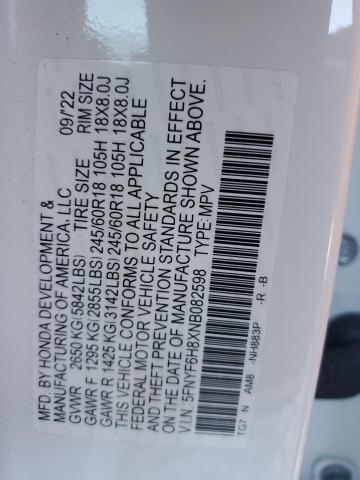 MFD. BY HONDA DEVELOPMENT &
MANUFACTURING OF AMERICA, LLC 09/22
GVWR 2650 KG(5842LBS) TIRE SIZE RIM SIZE
GAWR F 1295 KG(2855LBS) 245/60R18 105H 18X8.0J
GAWR R 1425 KG(3142LBS) 245/60R18 105H 18X8.0J
THIS VEHICLE CONFORMS TO ALL APPLICABLE
FEDERAL MOTOR VEHICLE SAFETY
AND THEFT PREVENTION STANDARDS IN EFFECT
ON THE DATE OF MANUFACTURE SHOWN ABOVE.
V.I.N. 5FNYF6H8XNB082598 TYPE: MPV
TG7 N AM8 NH883P -R -B